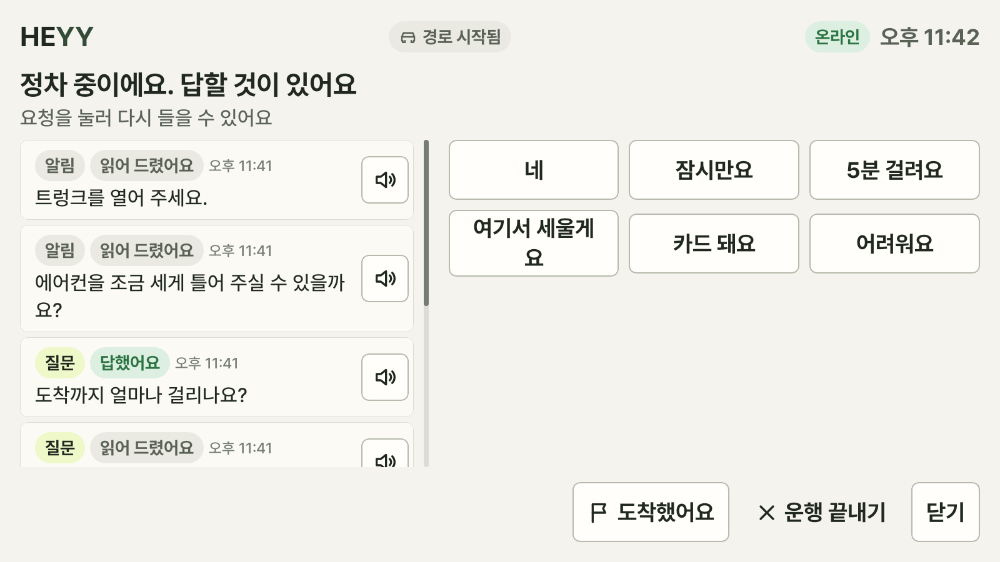 HEYY
경로 시작됨
온라인 오후 11:42
정차 중이에요. 답할 것이 있어요
요청을 눌러 다시 들을 수 있어요
알림 읽어 드렸어요 오후 11:41
트렁크를 열어 주세요.
알림 읽어 드렸어요 오후 11:41
에어컨을 조금 세게 틀어 주실 수 있을까
요?
질문 답했어요 오후 11:41
도착까지 얼마나 걸리나요?
질문 읽어 드렸어요 오후 11:41
네
잠시만요
5분 걸려요
여기서 세울게
요
카드 돼요
어려워요
도착했어요
운행 끝내기
닫기